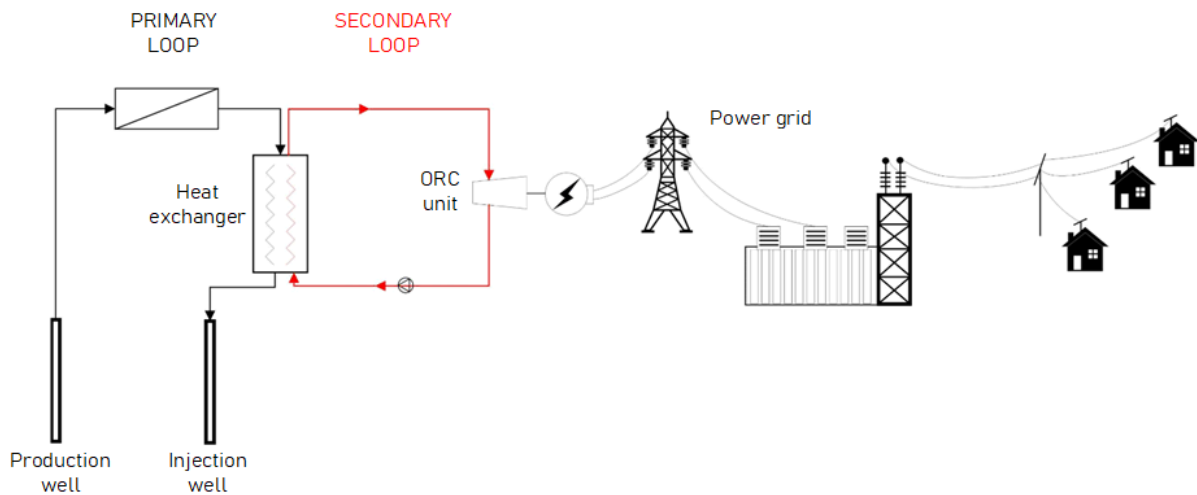 PRIMARY
LOOP
SECONDARY
LOOP
Power grid
Heat
exchanger
ORC
unit
Production
well
Injection
well